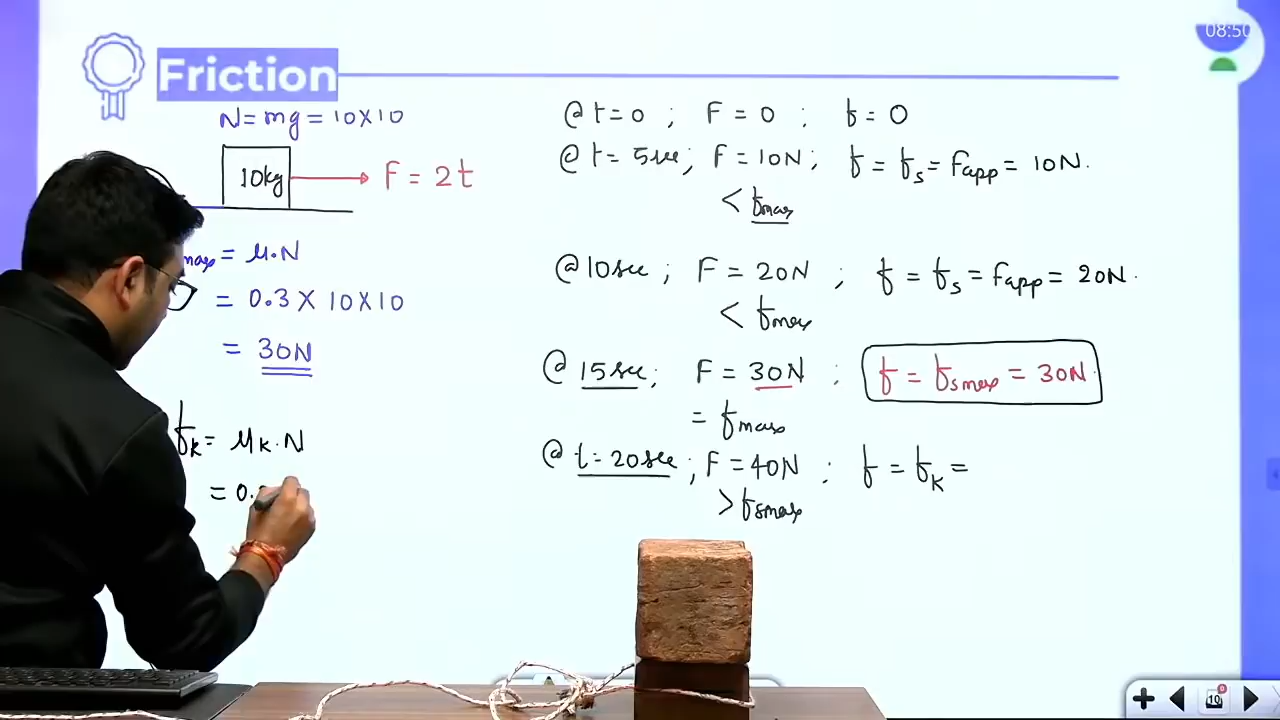 08:50
Friction
N = mg = 10 × 10
10kg
F = 2t
max = μ.N
= 0.3 × 10 × 10
= 30N
fk = μk.N
= 0.
@ t = 0 ; F = 0 ; f = 0
@ t = 5sec ; F = 10N ; f = fs = Fapp = 10N.
< fmax
@ 10sec ; F = 20N ; f = fs = Fapp = 20N.
< fmax
@ 15sec ; F = 30N ; f = fsmax = 30N.
= fmax
@ t = 20sec ; F = 40N ; f = fk =
> fsmax
10